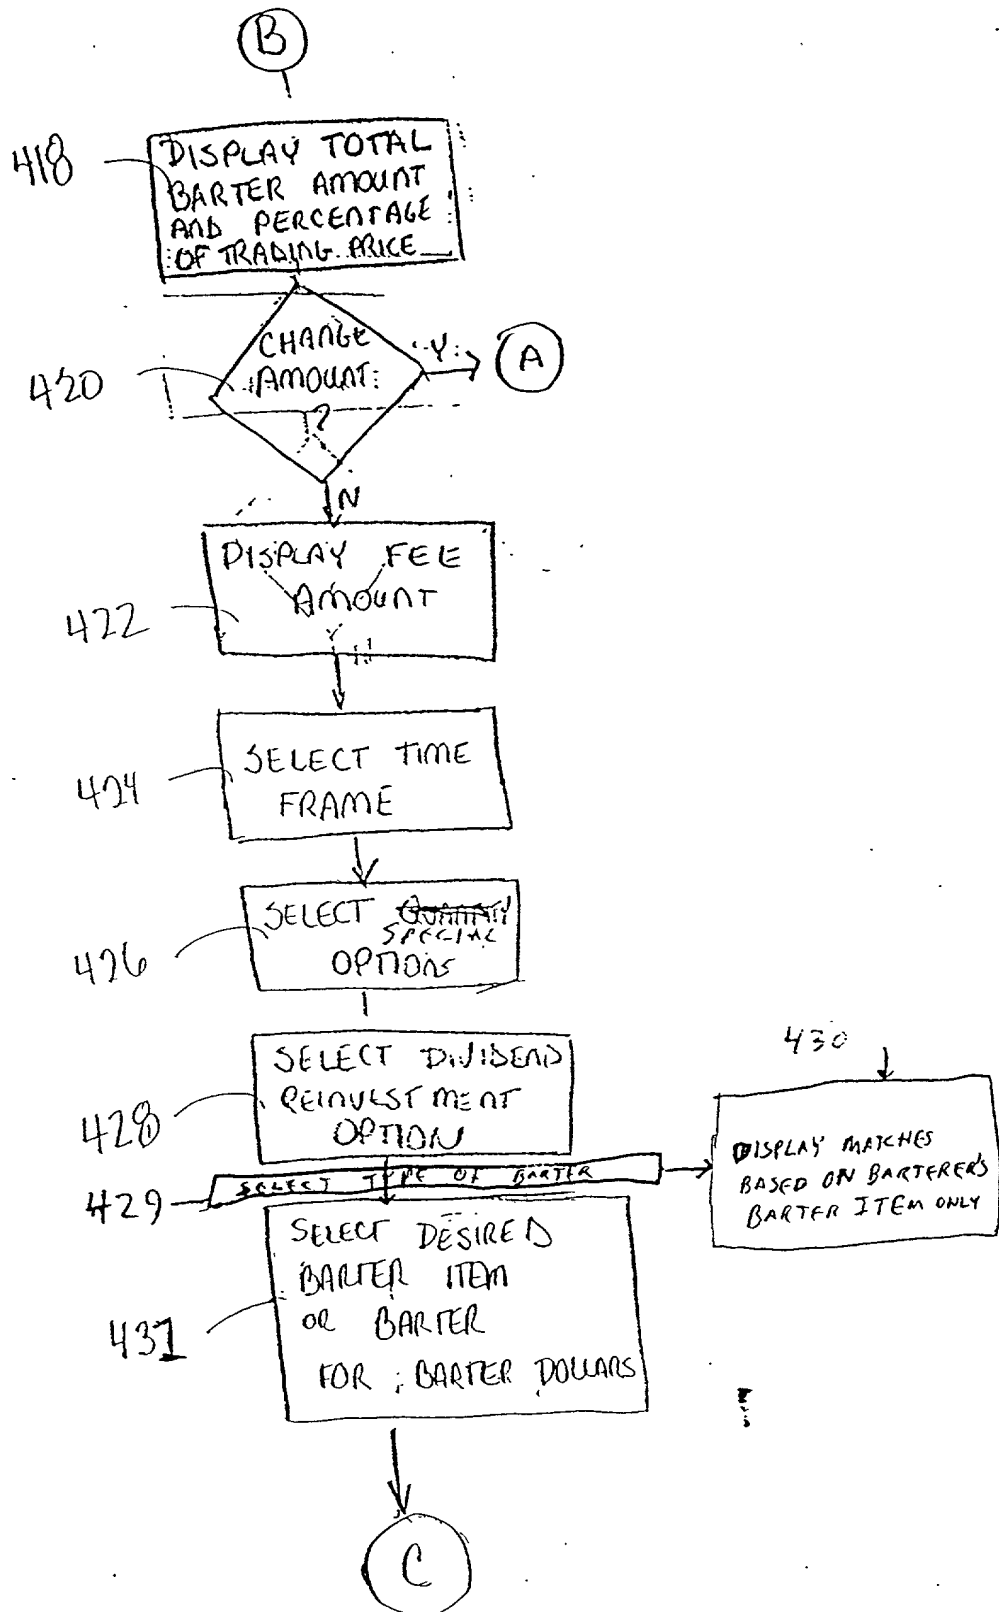 B
418
DISPLAY TOTAL
BARTER AMOUNT
AND PERCENTAGE
OF TRADING PRICE
420
CHANGE
AMOUNT
?
Y
A
N
422
DISPLAY FEE
AMOUNT
424
SELECT TIME
FRAME
426
SELECT QUANTITY
SPECIAL
OPTIONS
428
SELECT DIVIDEND
REINVESTMENT
OPTION
429
SELECT TYPE OF BARTER
430
DISPLAY MATCHES
BASED ON BARTERER'S
BARTER ITEM ONLY
431
SELECT DESIRED
BARTER ITEM
OR BARTER
FOR BARTER DOLLARS
C